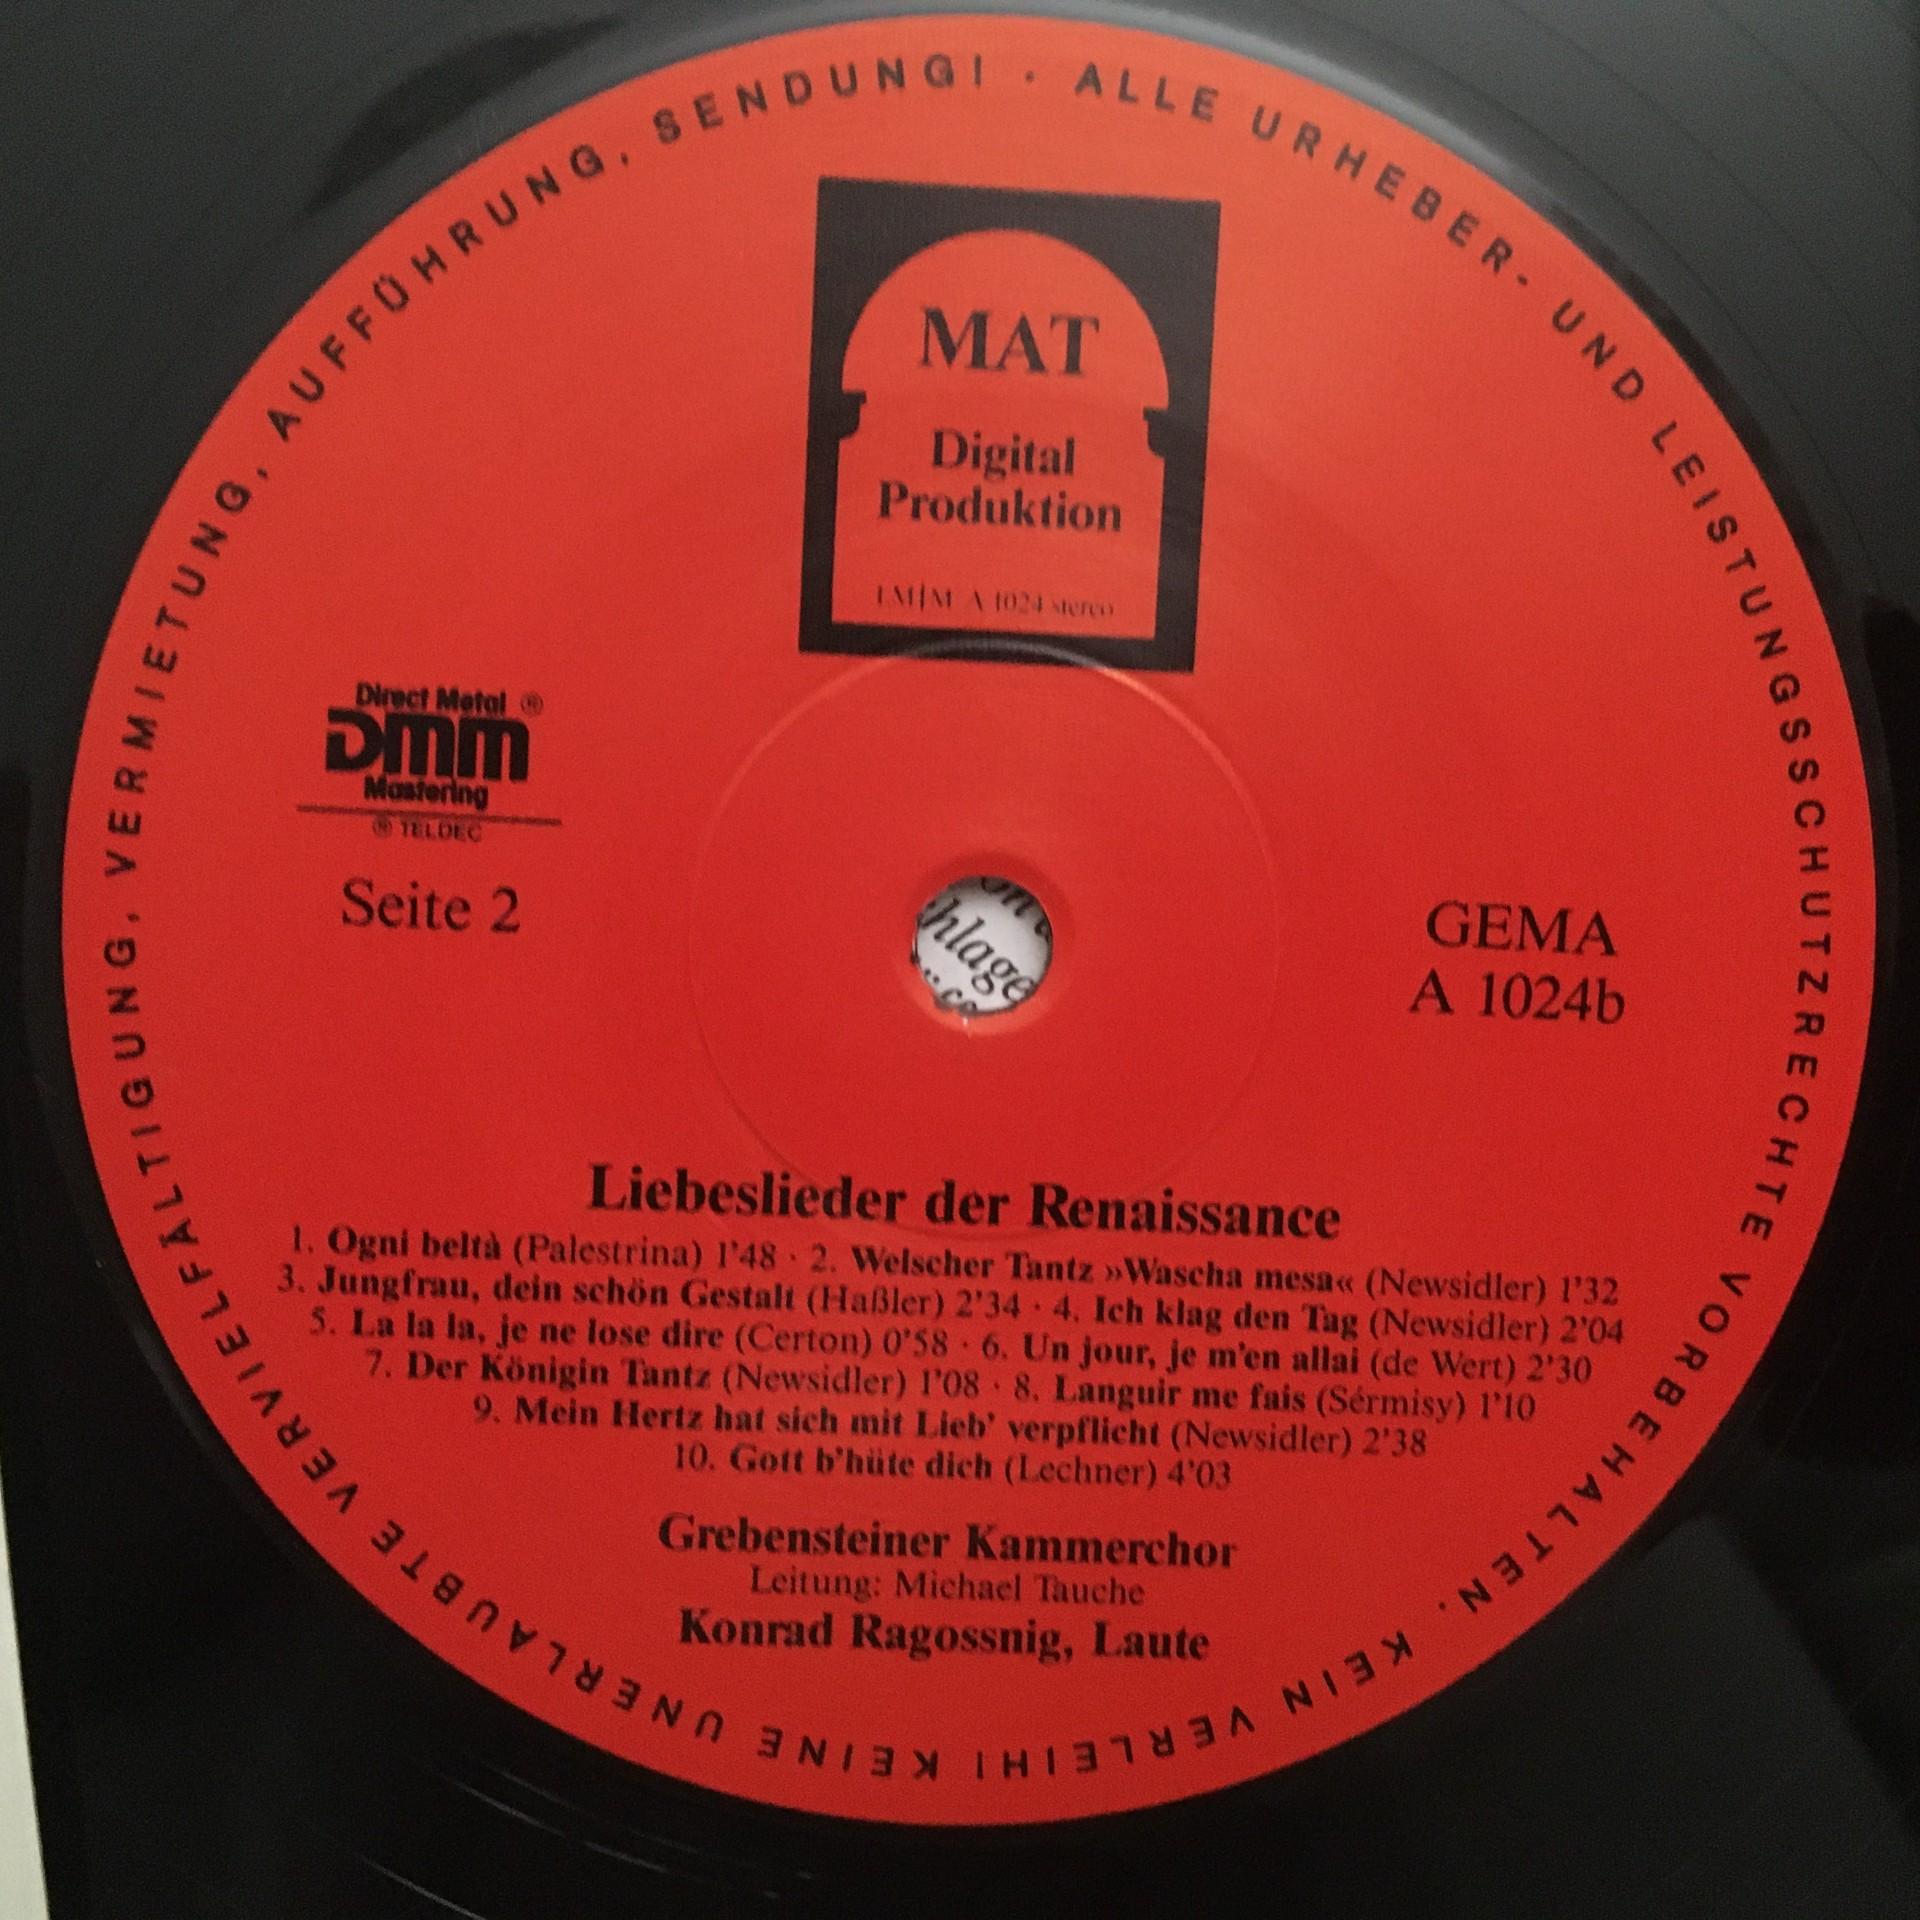 ALLE URHEBER- UND LEISTUNGSSCHUTZRECHTE VORBEHALTEN. KEIN VERLEIH! KEINE UNERLAUBTE VERVIELFÄLTIGUNG, VERMIETUNG, AUFFÜHRUNG, SENDUNG! ·
MAT
Digital
Produktion
A 1024 stereo
Direct Metal ®
DMM
Mastering
® TELDEC
Seite 2
GEMA
A 1024b
hlage
Liebeslieder der Renaissance
1. Ogni beltà (Palestrina) 1'48 · 2. Welscher Tantz »Wascha mesa« (Newsidler) 1'32
3. Jungfrau, dein schön Gestalt (Haßler) 2'34 · 4. Ich klag den Tag (Newsidler) 2'04
5. La la la, je ne lose dire (Certon) 0'58 · 6. Un jour, je m'en allai (de Wert) 2'30
7. Der Königin Tantz (Newsidler) 1'08 · 8. Languir me fais (Sérmisy) 1'10
9. Mein Hertz hat sich mit Lieb' verpflicht (Newsidler) 2'38
10. Gott b'hüte dich (Lechner) 4'03
Grebensteiner Kammerchor
Leitung: Michael Tauche
Konrad Ragossnig, Laute